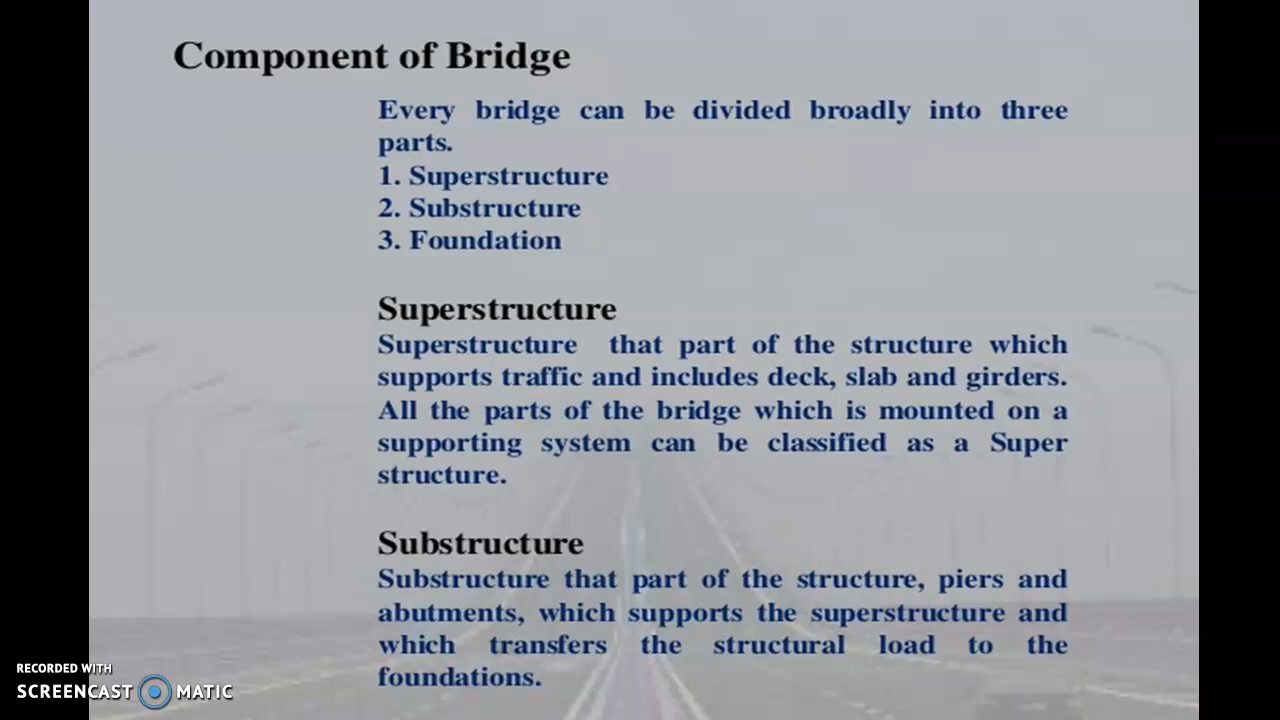 Component of Bridge
Every bridge can be divided broadly into three
parts.
1. Superstructure
2. Substructure
3. Foundation
Superstructure
Superstructure that part of the structure which
supports traffic and includes deck, slab and girders.
All the parts of the bridge which is mounted on a
supporting system can be classified as a Super
structure.
Substructure
Substructure that part of the structure, piers and
abutments, which supports the superstructure and
which transfers the structural load to the
foundations.
RECORDED WITH
SCREENCAST MATIC